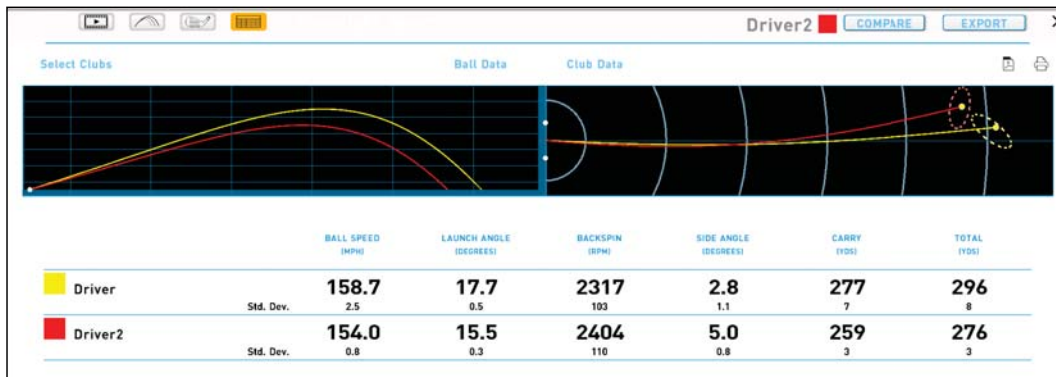 Driver2 COMPARE EXPORT
Select Clubs Ball Data Club Data
BALL SPEED LAUNCH ANGLE BACKSPIN SIDE ANGLE CARRY TOTAL
(MPH) (DEGREES) (RPM) (DEGREES) (YDS) (YDS)
Driver 158.7 17.7 2317 2.8 277 296
Std. Dev. 2.5 0.5 103 1.1 7 8
Driver2 154.0 15.5 2404 5.0 259 276
Std. Dev. 0.8 0.3 110 0.8 3 3